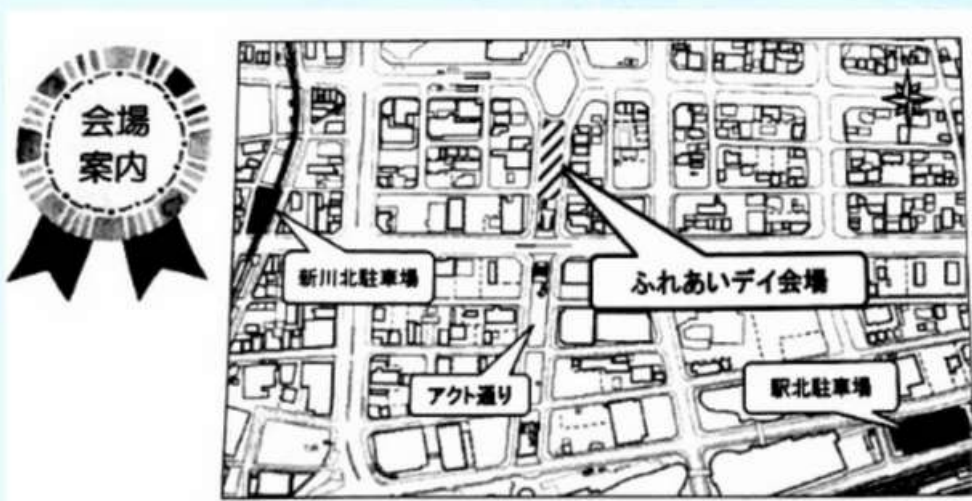 会場
案内
新川北駐車場
ふれあいデイ会場
アクト通り
駅北駐車場